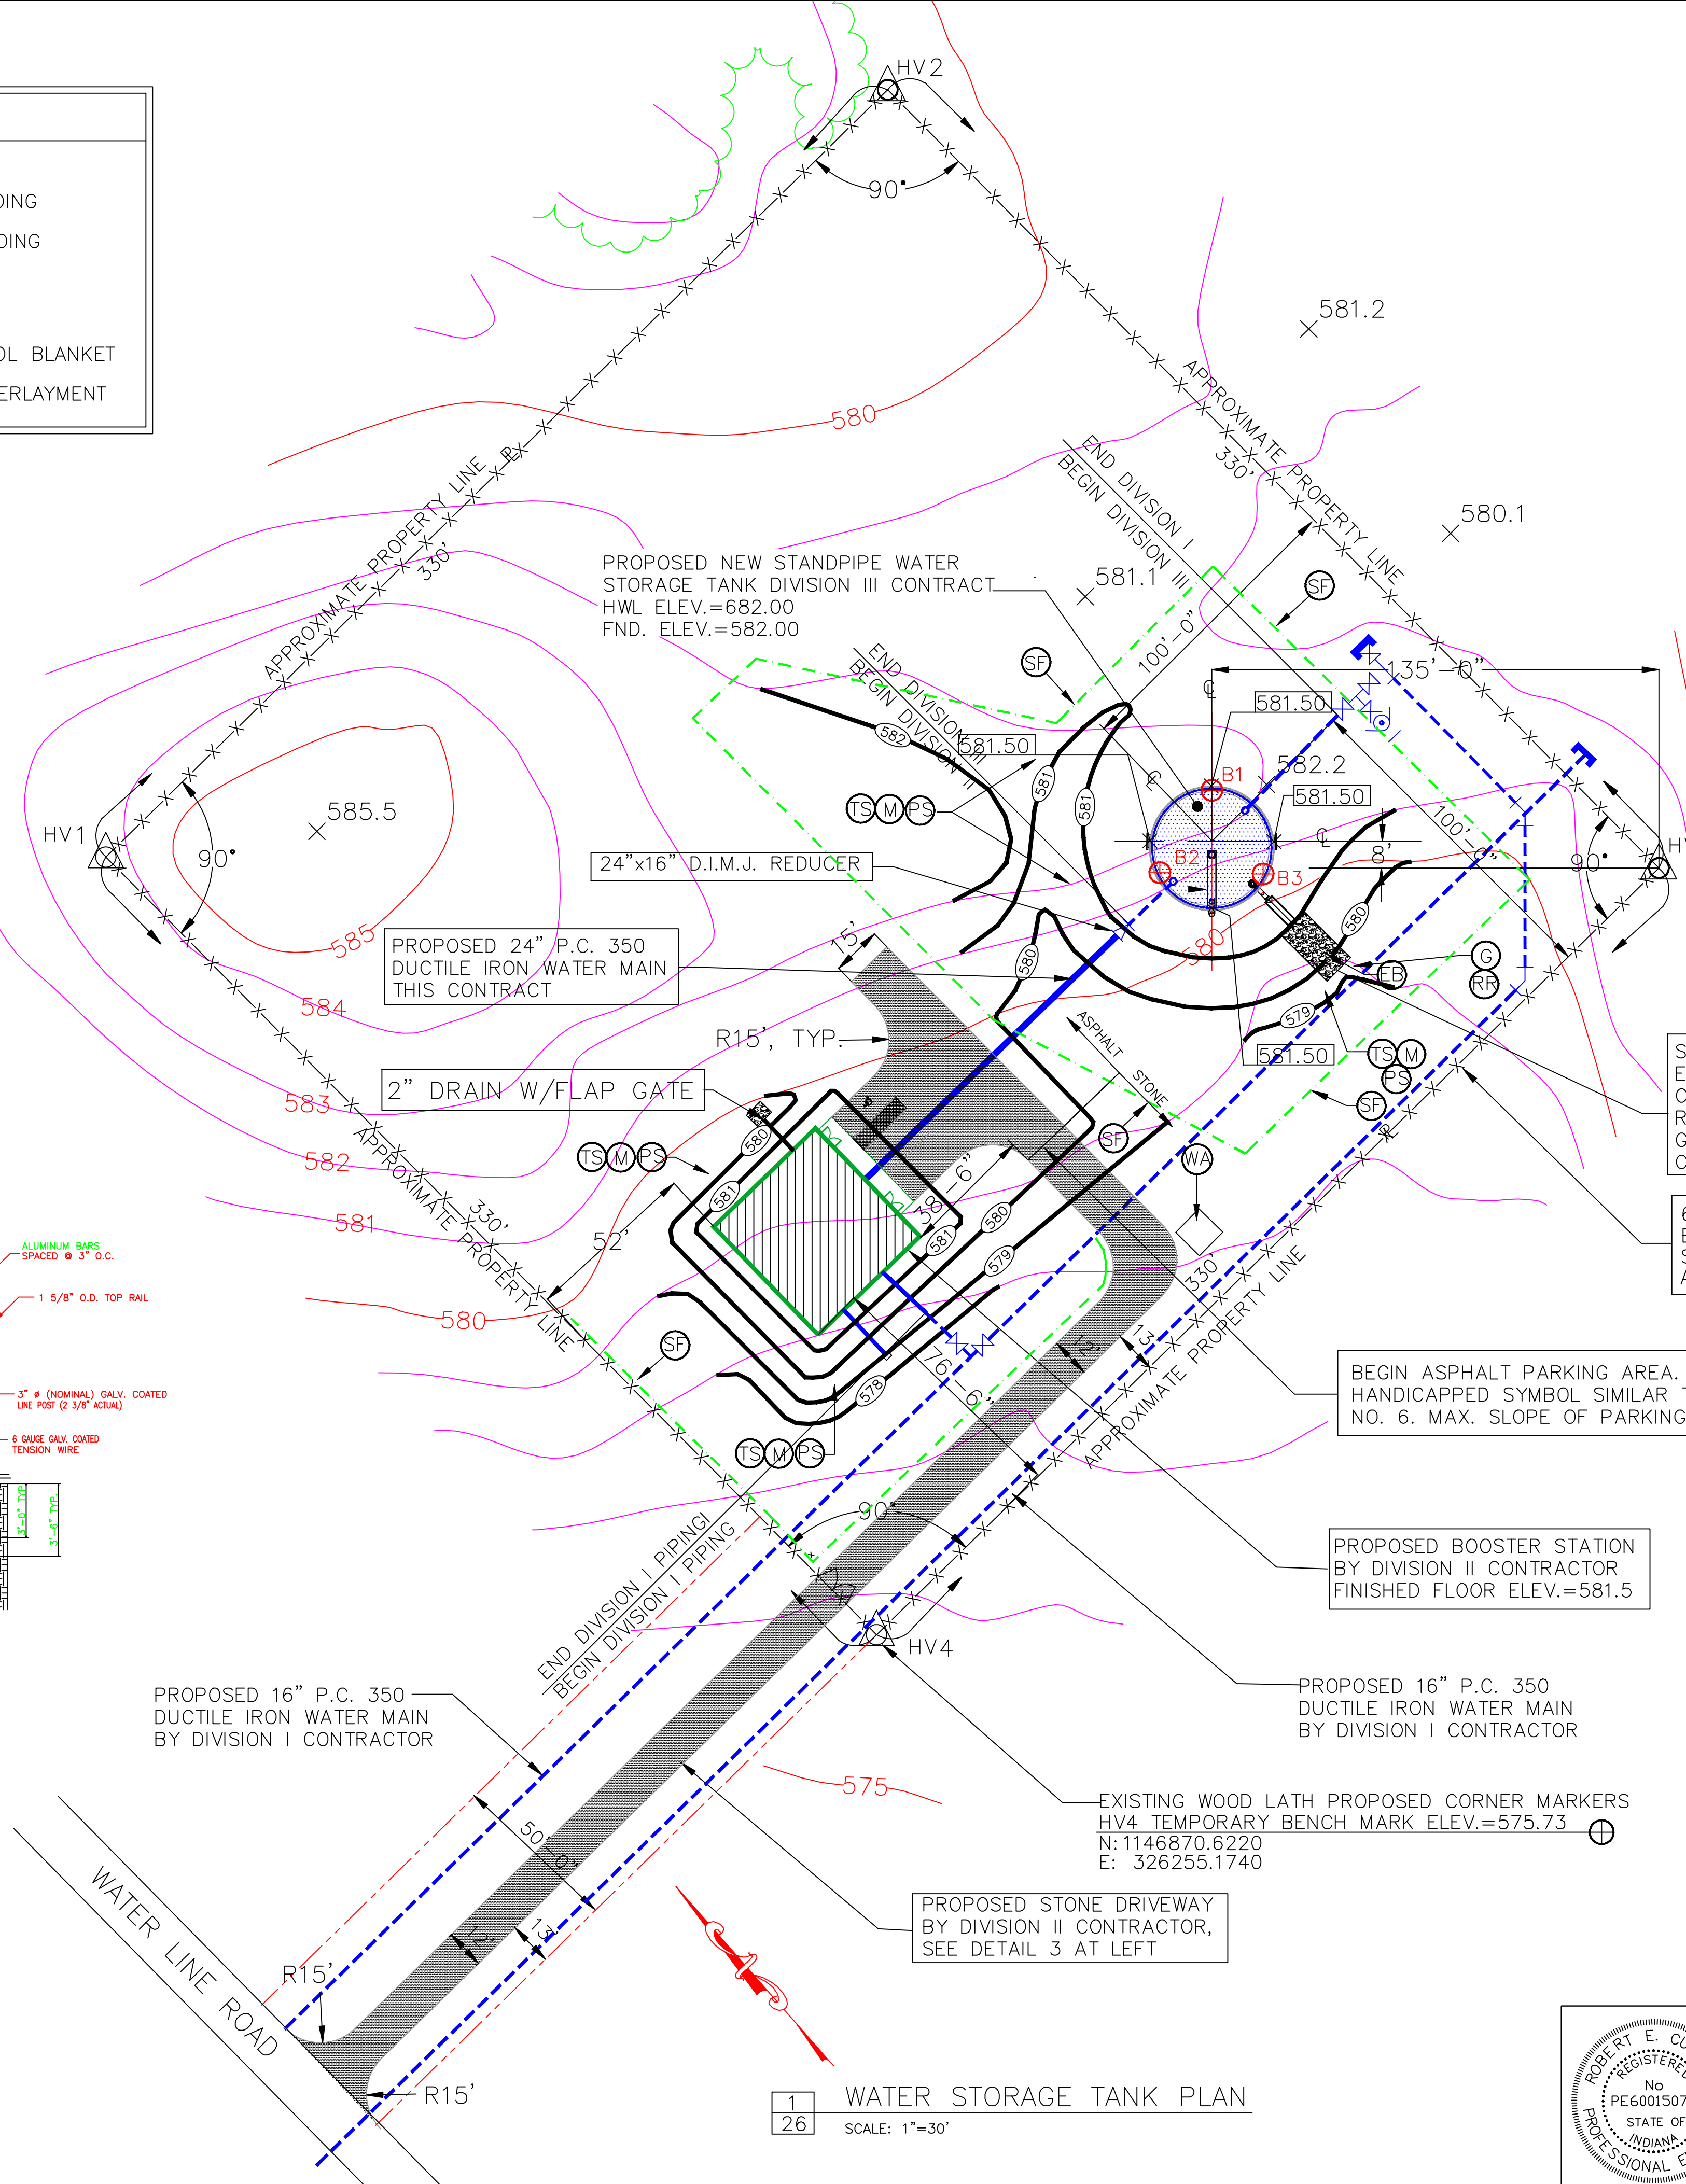 DING
DING
OL BLANKET
ERLAYMENT
HV2
90°
581.2
580
APPROXIMATE PROPERTY LINE
330'
APPROXIMATE PROPERTY LINE
330'
END DIVISION I
BEGIN DIVISION III
580.1
PROPOSED NEW STANDPIPE WATER
STORAGE TANK DIVISION III CONTRACT
HWL ELEV.=682.00
FND. ELEV.=582.00
581.1
SF
100'-0"
SF
135'-0"
END DIVISION III
BEGIN DIVISION II
581.50
582
581.50
581
581
B1
582.2
581.50
585.5
HV1
90°
TS M PS
24"x16" D.I.M.J. REDUCER
B2
B3
8'
100'-0"
90°
HV
585
15'
PROPOSED 24" P.C. 350
DUCTILE IRON WATER MAIN
THIS CONTRACT
580
580
580
G
EB
RR
584
579
R15', TYP.
ASPHALT
STONE
581.50
TS M
PS
SF
S
E
C
R
G
C
2" DRAIN W/FLAP GATE
583
580
SF
APPROXIMATE PROPERTY LINE
330'
582
TS M PS
WA
38'-6"
581
581
580
579
581
52'
6
E
S
A
ALUMINUM BARS
SPACED @ 3" O.C.
1 5/8" O.D. TOP RAIL
330'
APPROXIMATE PROPERTY LINE
580
SF
76'-6"
12'
13'
578
3" ø (NOMINAL) GALV. COATED
LINE POST (2 3/8" ACTUAL)
6 GAUGE GALV. COATED
TENSION WIRE
3'-0" TYP.
3'-6" TYP.
BEGIN ASPHALT PARKING AREA.
HANDICAPPED SYMBOL SIMILAR T
NO. 6. MAX. SLOPE OF PARKING
TS M PS
90°
PROPOSED BOOSTER STATION
BY DIVISION II CONTRACTOR
FINISHED FLOOR ELEV.=581.5
END DIVISION I PIPINGI
BEGIN DIVISION I PIPING
HV4
PROPOSED 16" P.C. 350
DUCTILE IRON WATER MAIN
BY DIVISION I CONTRACTOR
PROPOSED 16" P.C. 350
DUCTILE IRON WATER MAIN
BY DIVISION I CONTRACTOR
575
EXISTING WOOD LATH PROPOSED CORNER MARKERS
HV4 TEMPORARY BENCH MARK ELEV.=575.73
N:1146870.6220
E: 326255.1740
50'-0"
WATER LINE ROAD
PROPOSED STONE DRIVEWAY
BY DIVISION II CONTRACTOR,
SEE DETAIL 3 AT LEFT
12'
13'
R15'
R15'
1
26
WATER STORAGE TANK PLAN
SCALE: 1"=30'
ROBERT E. CU
REGISTERE
No
PE6001507
STATE OF
INDIANA
PROFESSIONAL E